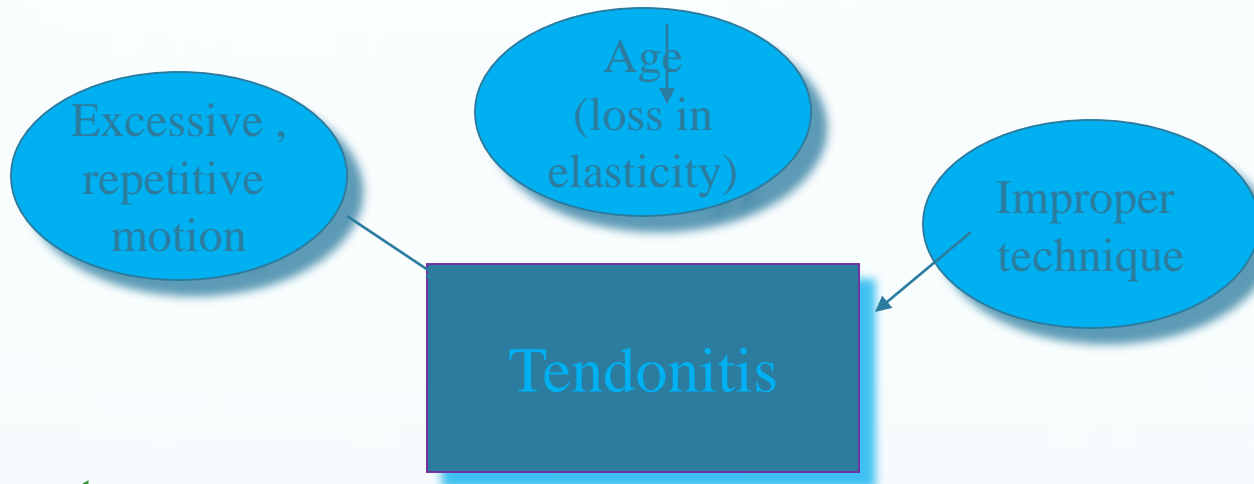 Excessive ,
repetitive
motion
Age
(loss in
elasticity)
Improper
technique
Tendonitis